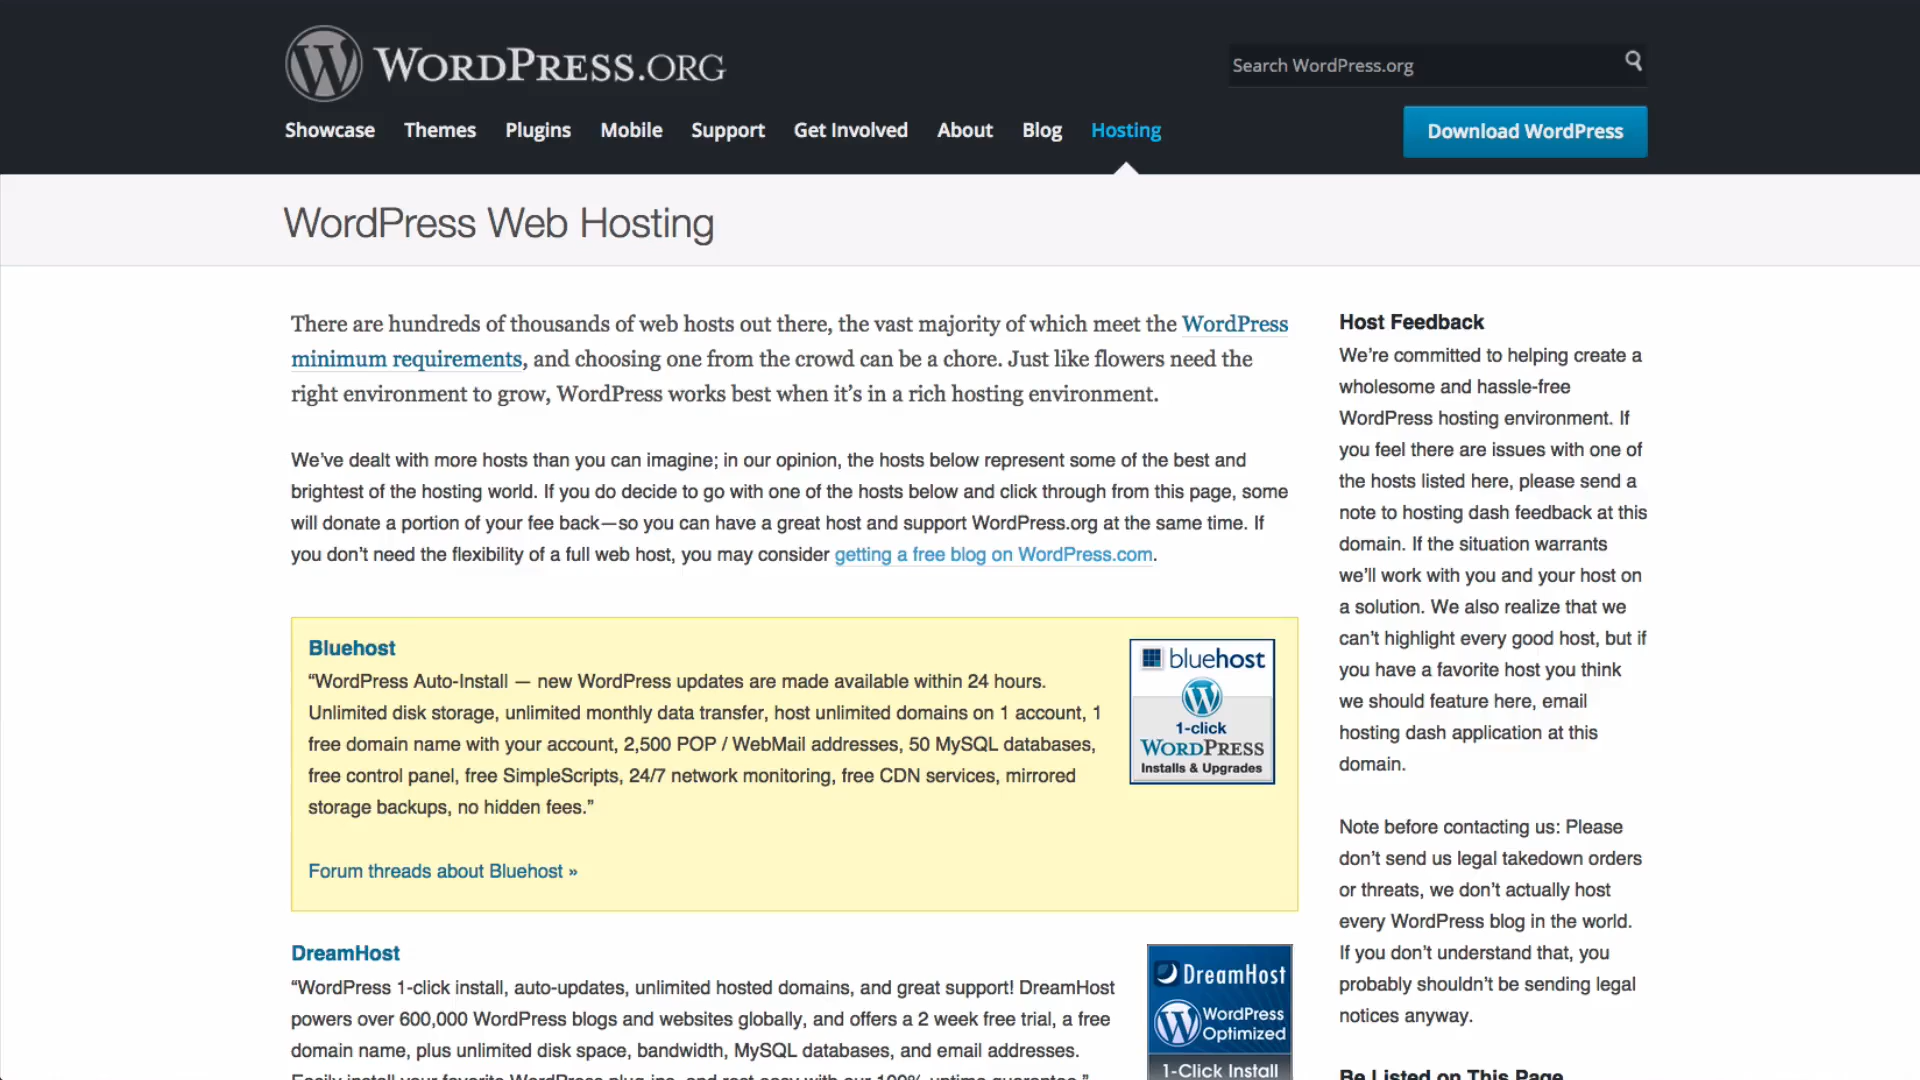 WORDPRESS.ORG
Search WordPress.org
Showcase Themes Plugins Mobile Support Get Involved About Blog Hosting
Download WordPress
WordPress Web Hosting
There are hundreds of thousands of web hosts out there, the vast majority of which meet the WordPress
minimum requirements, and choosing one from the crowd can be a chore. Just like flowers need the
right environment to grow, WordPress works best when it’s in a rich hosting environment.
We’ve dealt with more hosts than you can imagine; in our opinion, the hosts below represent some of the best and
brightest of the hosting world. If you do decide to go with one of the hosts below and click through from this page, some
will donate a portion of your fee back—so you can have a great host and support WordPress.org at the same time. If
you don’t need the flexibility of a full web host, you may consider getting a free blog on WordPress.com.
Bluehost
“WordPress Auto-Install — new WordPress updates are made available within 24 hours.
Unlimited disk storage, unlimited monthly data transfer, host unlimited domains on 1 account, 1
free domain name with your account, 2,500 POP / WebMail addresses, 50 MySQL databases,
free control panel, free SimpleScripts, 24/7 network monitoring, free CDN services, mirrored
storage backups, no hidden fees.”
Forum threads about Bluehost »
bluehost
1-click
WORDPRESS
Installs & Upgrades
DreamHost
“WordPress 1-click install, auto-updates, unlimited hosted domains, and great support! DreamHost
powers over 600,000 WordPress blogs and websites globally, and offers a 2 week free trial, a free
domain name, plus unlimited disk space, bandwidth, MySQL databases, and email addresses.
Easily install your favorite WordPress plug-ins, and rest easy with our 100% uptime guarantee.”
DreamHost
WordPress
Optimized
1-Click Install
Host Feedback
We’re committed to helping create a
wholesome and hassle-free
WordPress hosting environment. If
you feel there are issues with one of
the hosts listed here, please send a
note to hosting dash feedback at this
domain. If the situation warrants
we’ll work with you and your host on
a solution. We also realize that we
can’t highlight every good host, but if
you have a favorite host you think
we should feature here, email
hosting dash application at this
domain.
Note before contacting us: Please
don’t send us legal takedown orders
or threats, we don’t actually host
every WordPress blog in the world.
If you don’t understand that, you
probably shouldn’t be sending legal
notices anyway.
Be Listed on This Page